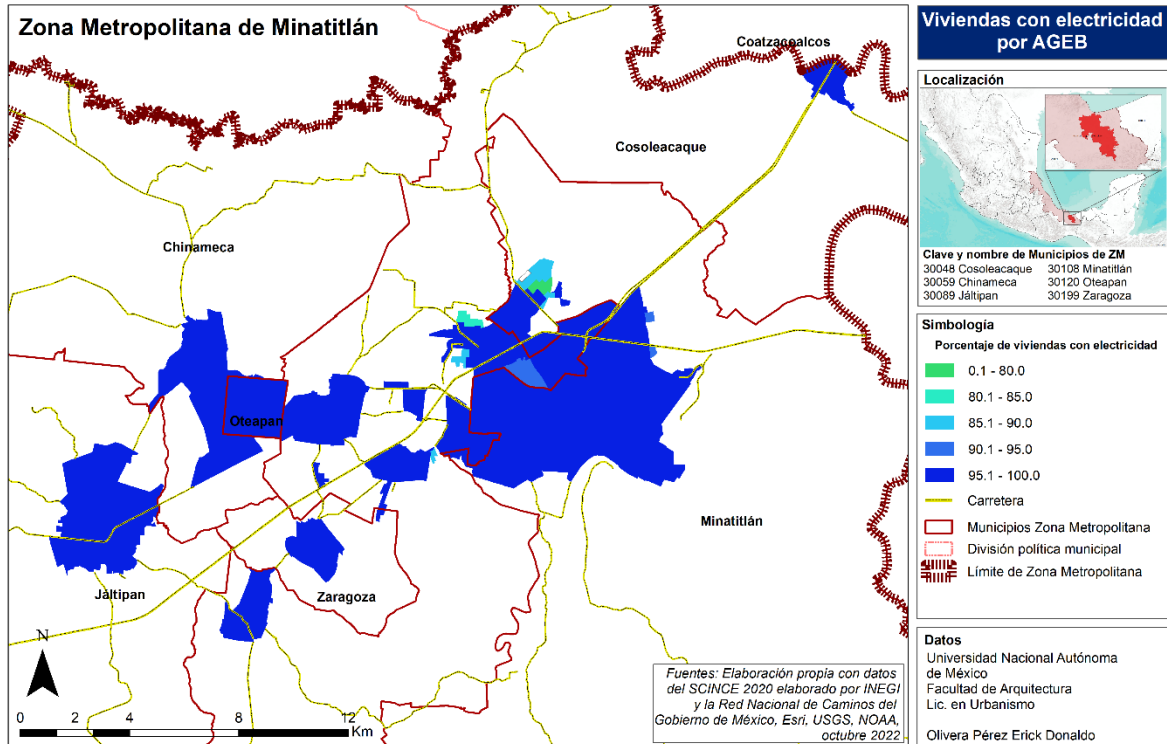 Zona Metropolitana de Minatitlán
Coatzacoalcos
Cosoleacaque
Chinameca
Oteapan
Minatitlán
Jáltipan
Zaragoza
N
0 2 4 8 12
Km
Fuentes: Elaboración propia con datos
del SCINCE 2020 elaborado por INEGI
y la Red Nacional de Caminos del
Gobierno de México, Esri, USGS, NOAA,
octubre 2022
Viviendas con electricidad
por AGEB
Localización
Clave y nombre de Municipios de ZM
30048 Cosoleacaque 30108 Minatitlán
30059 Chinameca 30120 Oteapan
30089 Jáltipan 30199 Zaragoza
Simbología
Porcentaje de viviendas con electricidad
0.1 - 80.0
80.1 - 85.0
85.1 - 90.0
90.1 - 95.0
95.1 - 100.0
Carretera
Municipios Zona Metropolitana
División política municipal
Límite de Zona Metropolitana
Datos
Universidad Nacional Autónoma
de México
Facultad de Arquitectura
Lic. en Urbanismo
Olivera Pérez Erick Donaldo